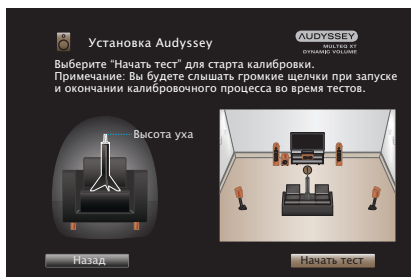 Установка Audyssey
AUDYSSEY
MULTEQ XT
DYNAMIC VOLUME
Выберите "Начать тест" для старта калибровки.
Примечание: Вы будете слышать громкие щелчки при запуске
и окончании калибровочного процесса во время тестов.
Высота уха
Назад
Начать тест